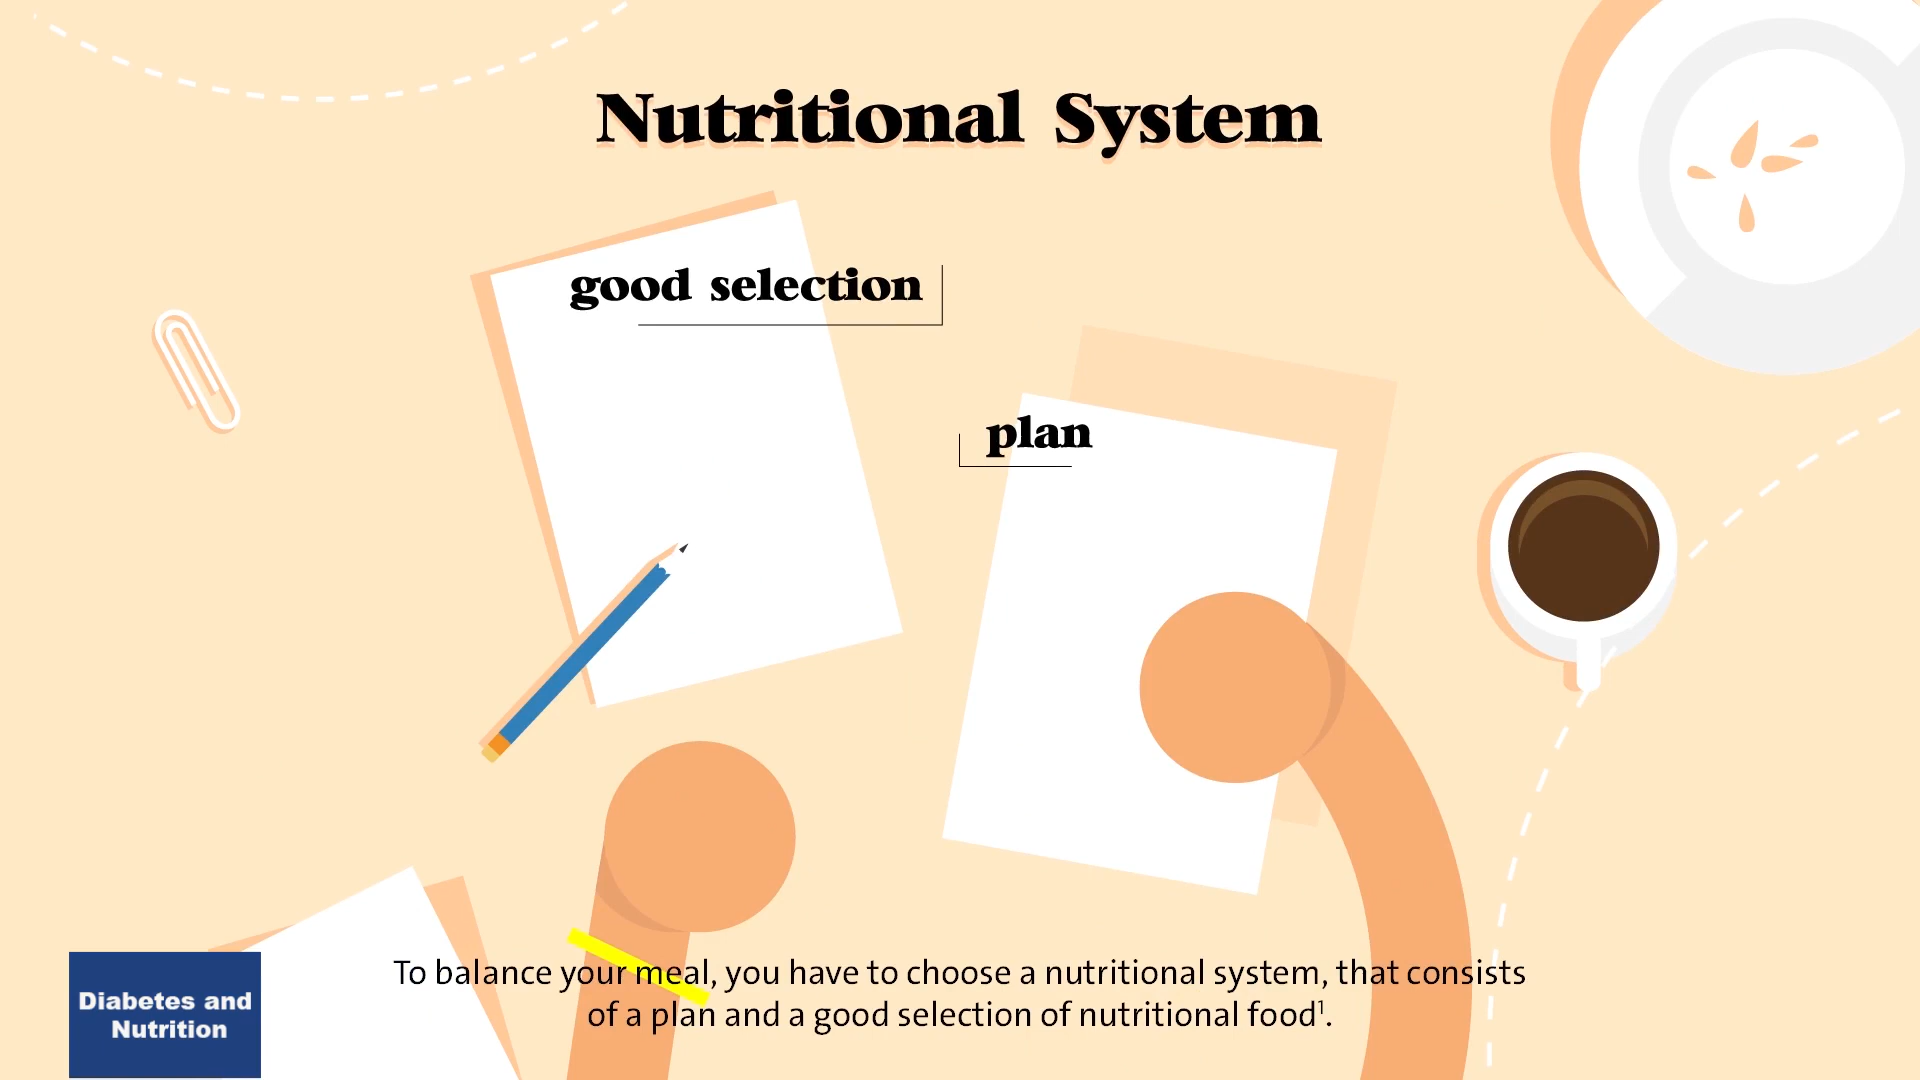 Nutritional System
good selection
plan
To balance your meal, you have to choose a nutritional system, that consists
of a plan and a good selection of nutritional food¹.
Diabetes and
Nutrition